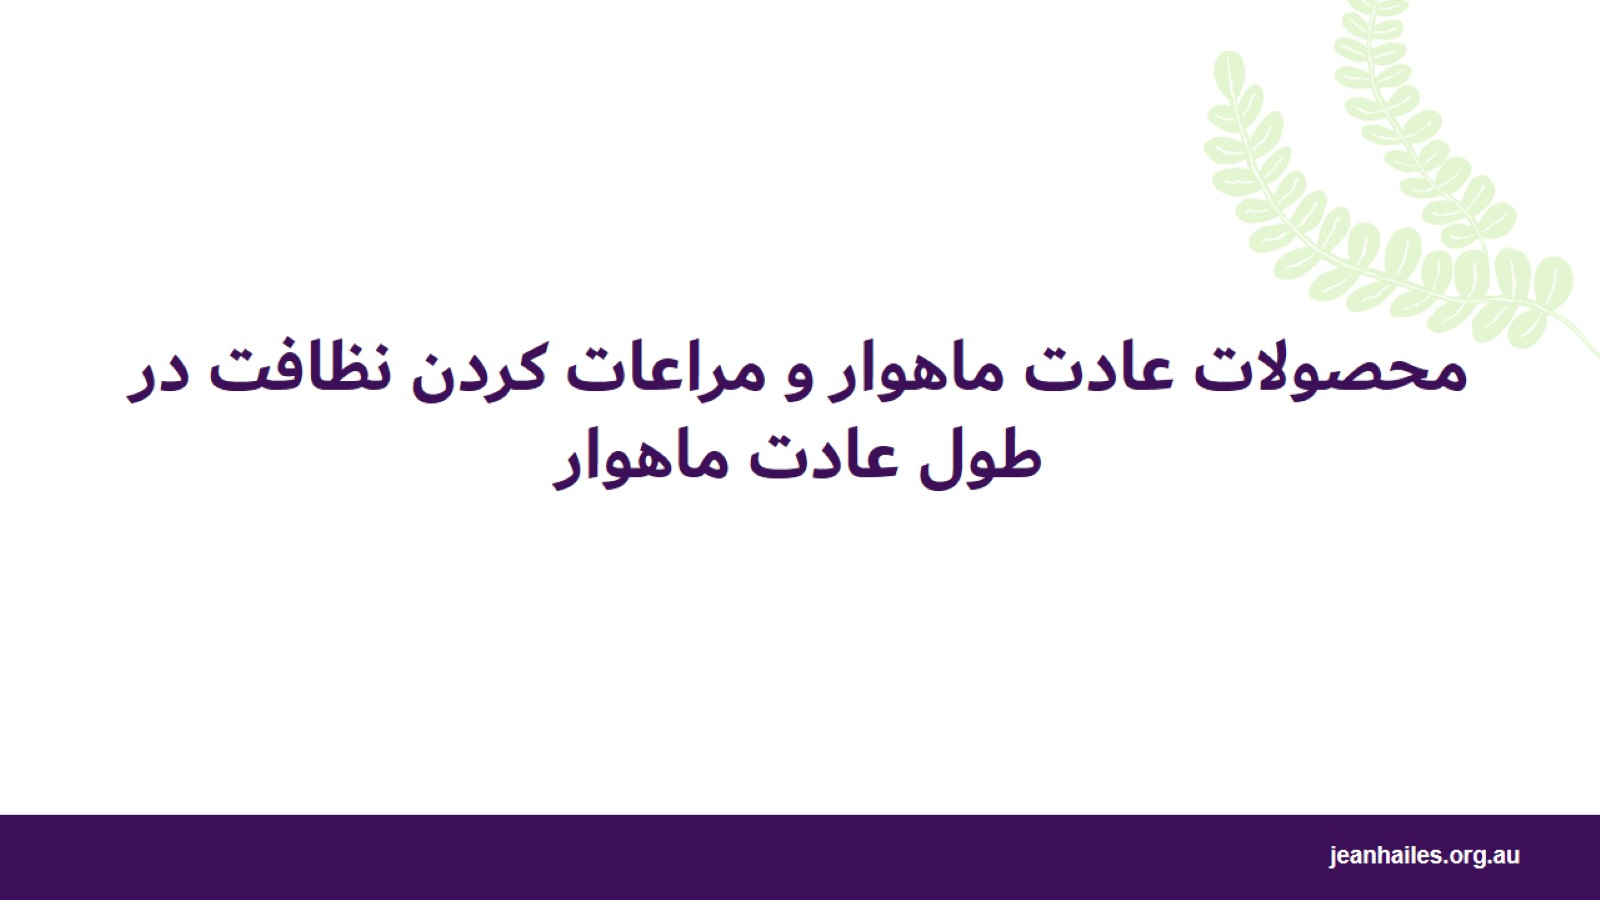 محصولات عادت ماهوار و مراعات کردن نظافت در
طول عادت ماهوار
jeanhailes.org.au